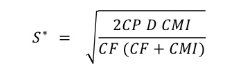 S* = √(2CP D CMI / CF (CF + CMI))